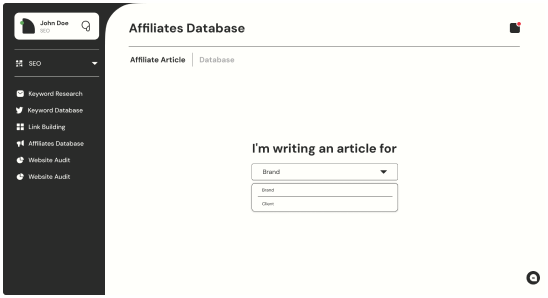 John Doe
SEO
SEO
Keyword Research
Keyword Database
Link Building
Affiliates Database
Website Audit
Website Audit
Affiliates Database
Affiliate Article
Database
I'm writing an article for
Brand
Brand
Client